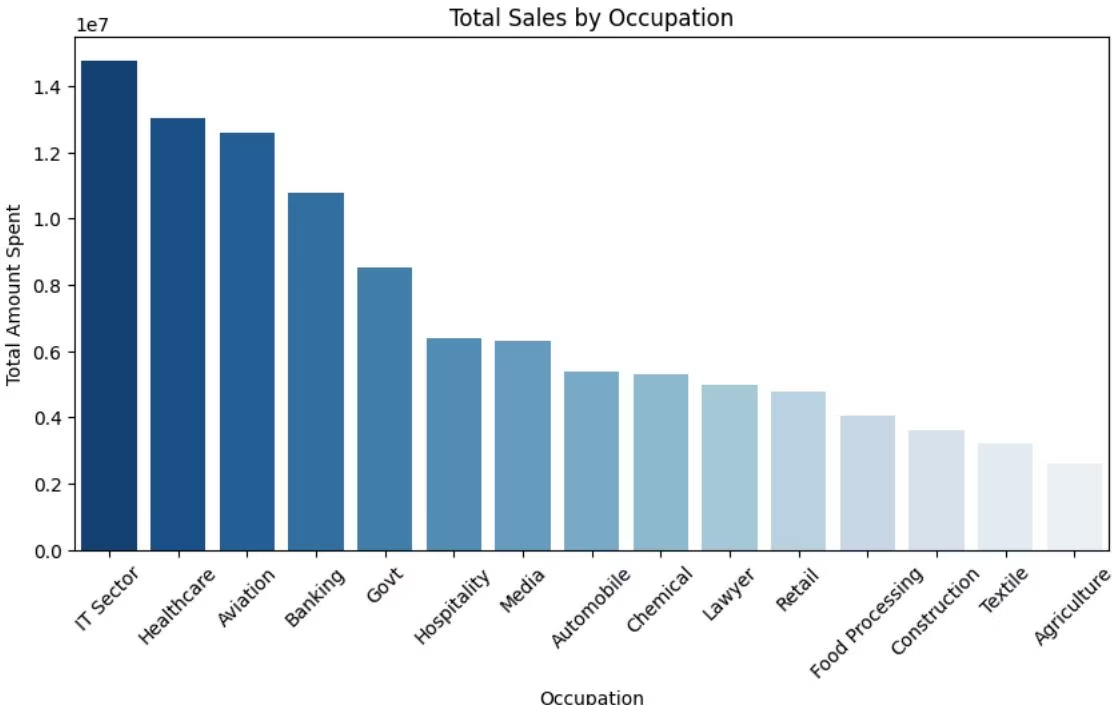 Total Sales by Occupation
1e7
Total Amount Spent
1.4
1.2
1.0
0.8
0.6
0.4
0.2
0.0
IT Sector
Healthcare
Aviation
Banking
Govt
Hospitality
Media
Automobile
Chemical
Lawyer
Retail
Food Processing
Construction
Textile
Agriculture
Occupation